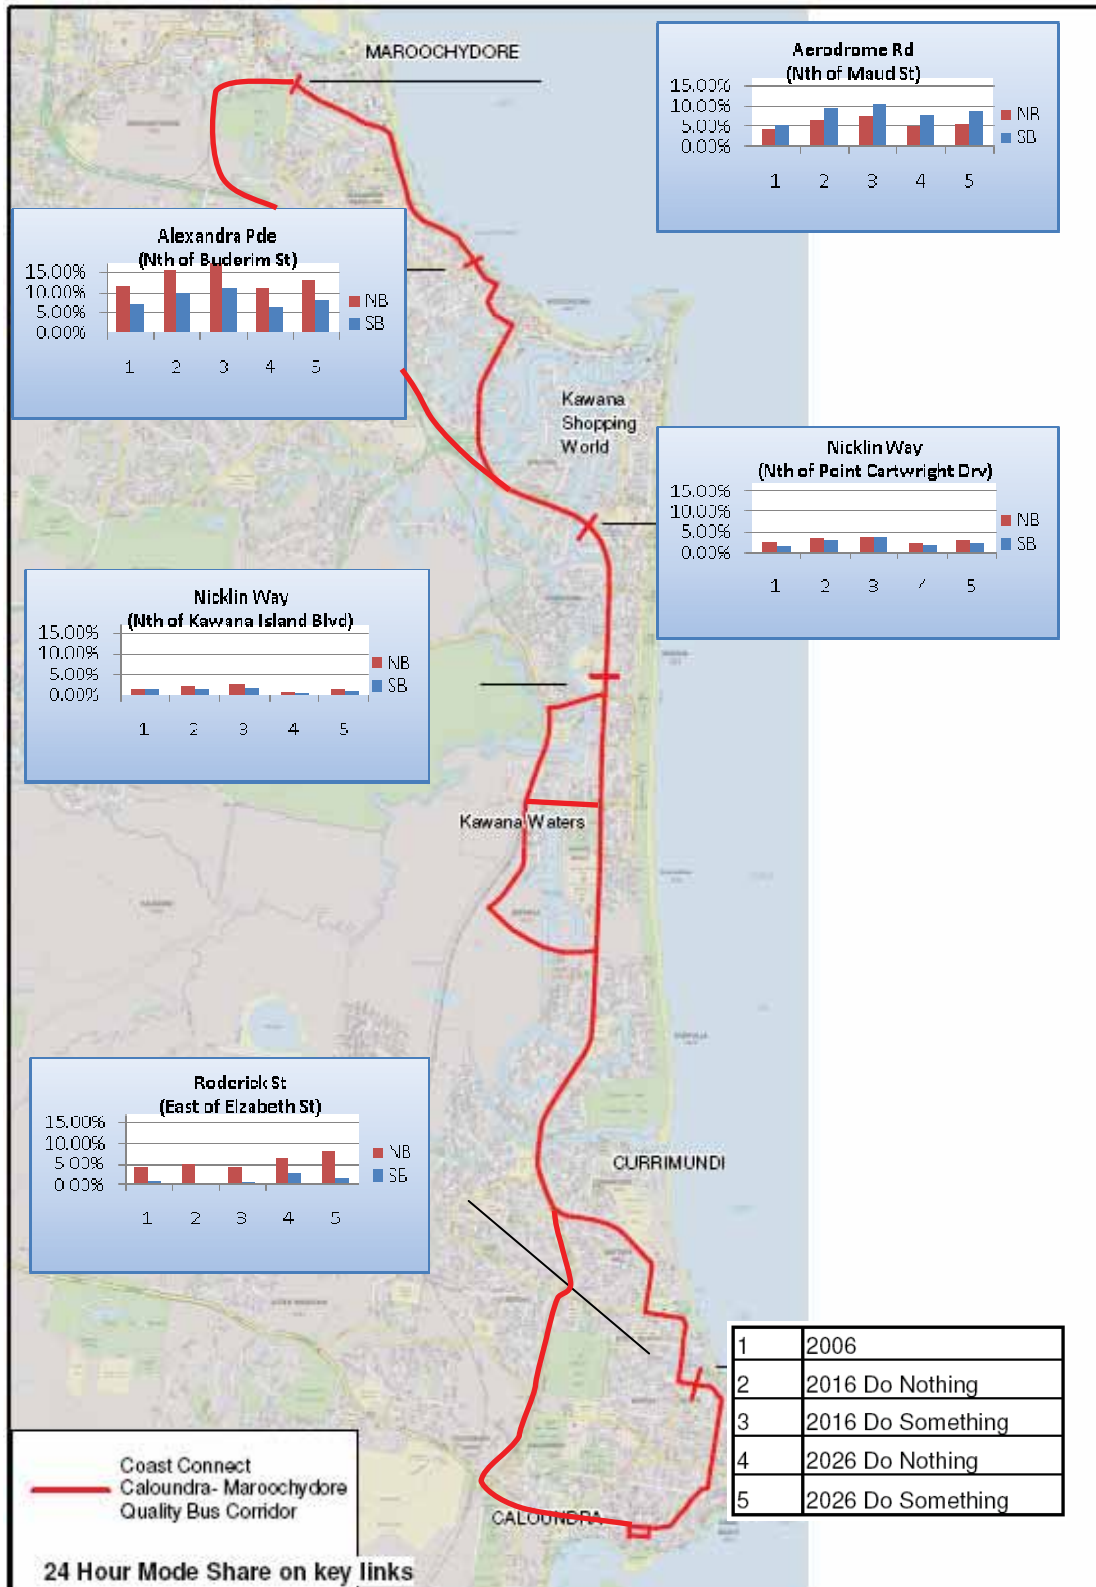 MAROOCHYDORE
Aerodrome Rd
(Nth of Maud St)
15.00%
10.00%
5.00%
0.00%
NB
SB
1 2 3 4 5
Alexandra Pde
(Nth of Buderim St)
15.00%
10.00%
5.00%
0.00%
NB
SB
1 2 3 4 5
Kawana
Shopping
World
Nicklin Way
(Nth of Point Cartwright Drv)
15.00%
10.00%
5.00%
0.00%
NB
SB
1 2 3 4 5
Nicklin Way
(Nth of Kawana Island Blvd)
15.00%
10.00%
5.00%
0.00%
NB
SB
1 2 3 4 5
Kawana Waters
Roderick St
(East of Elzabeth St)
15.00%
10.00%
5.00%
0.00%
NB
SB
1 2 3 4 5
CURRIMUNDI
1 2006
2 2016 Do Nothing
3 2016 Do Something
4 2026 Do Nothing
5 2026 Do Something
CALOUNDRA
Coast Connect
Caloundra- Maroochydore
Quality Bus Corridor
24 Hour Mode Share on key links